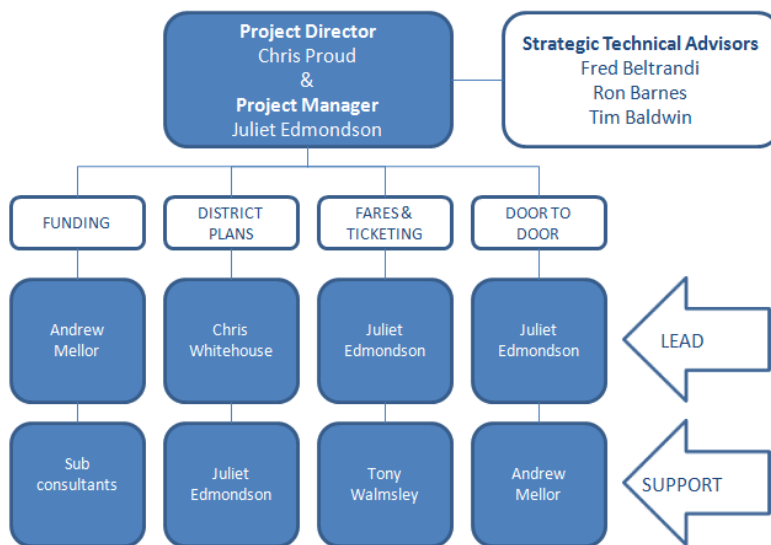 Project Director
Chris Proud
&
Project Manager
Juliet Edmondson
Strategic Technical Advisors
Fred Beltrandi
Ron Barnes
Tim Baldwin
FUNDING
DISTRICT
PLANS
FARES &
TICKETING
DOOR TO
DOOR
Andrew
Mellor
Chris
Whitehouse
Juliet
Edmondson
Juliet
Edmondson
LEAD
Sub
consultants
Juliet
Edmondson
Tony
Walmsley
Andrew
Mellor
SUPPORT